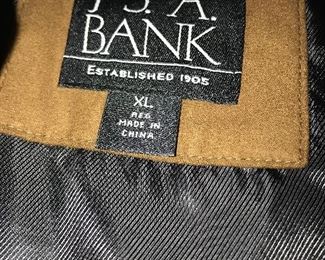 J S. A.
BANK
ESTABLISHED 1905
XL
REG
MADE IN
CHINA